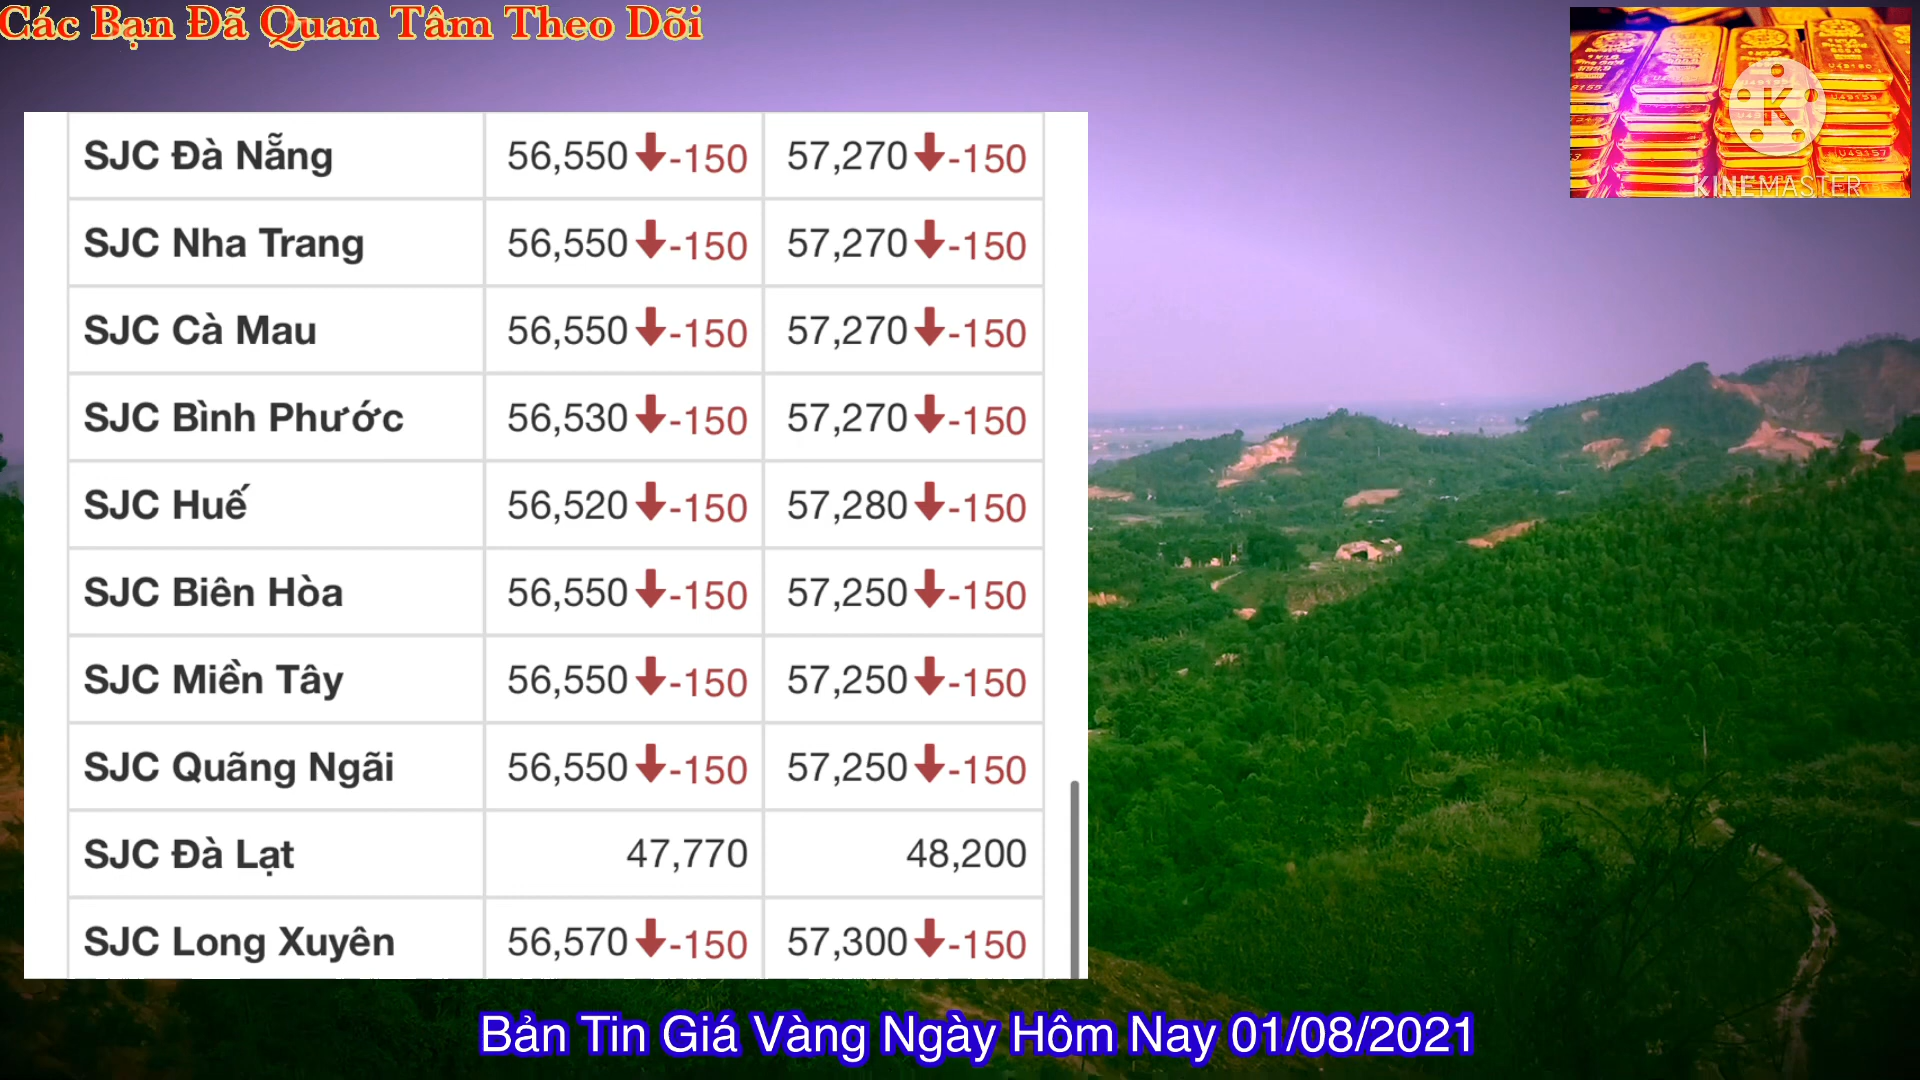 Các Bạn Đã Quan Tâm Theo Dõi
SJC Đà Nẵng 56,550 -150 57,270 -150
SJC Nha Trang 56,550 -150 57,270 -150
SJC Cà Mau 56,550 -150 57,270 -150
SJC Bình Phước 56,530 -150 57,270 -150
SJC Huế 56,520 -150 57,280 -150
SJC Biên Hòa 56,550 -150 57,250 -150
SJC Miền Tây 56,550 -150 57,250 -150
SJC Quãng Ngãi 56,550 -150 57,250 -150
SJC Đà Lạt 47,770 48,200
SJC Long Xuyên 56,570 -150 57,300 -150
K
KINEMASTER
Bản Tin Giá Vàng Ngày Hôm Nay 01/08/2021